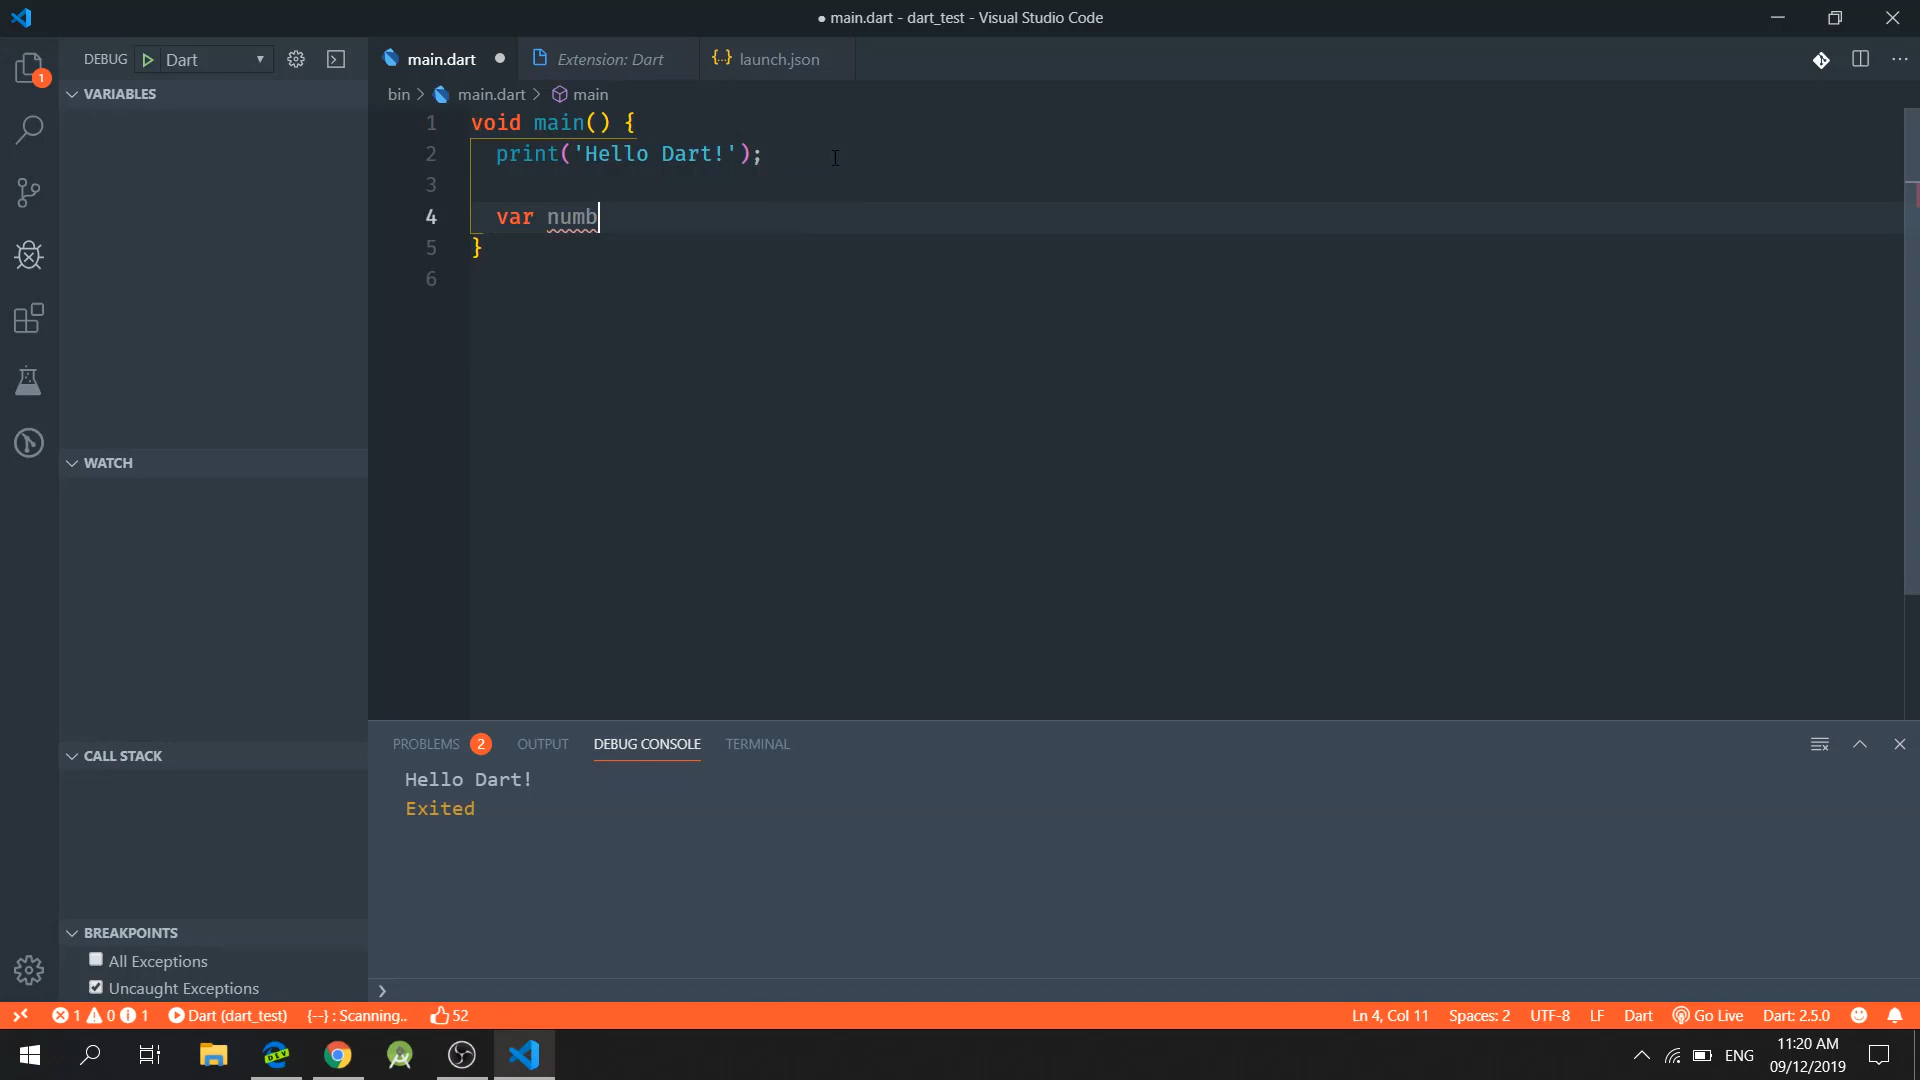 ● main.dart - dart_test - Visual Studio Code
DEBUG Dart
main.dart Extension: Dart launch.json
1
VARIABLES
bin > main.dart > main
1 void main() {
2 print('Hello Dart!');
3
4 var numb
5 }
6
WATCH
PROBLEMS 2 OUTPUT DEBUG CONSOLE TERMINAL
CALL STACK
Hello Dart!
Exited
BREAKPOINTS
All Exceptions
Uncaught Exceptions
1 0 1 Dart (dart_test) {--} : Scanning.. 52 Ln 4, Col 11 Spaces: 2 UTF-8 LF Dart Go Live Dart: 2.5.0
DEV
ENG
11:20 AM
09/12/2019